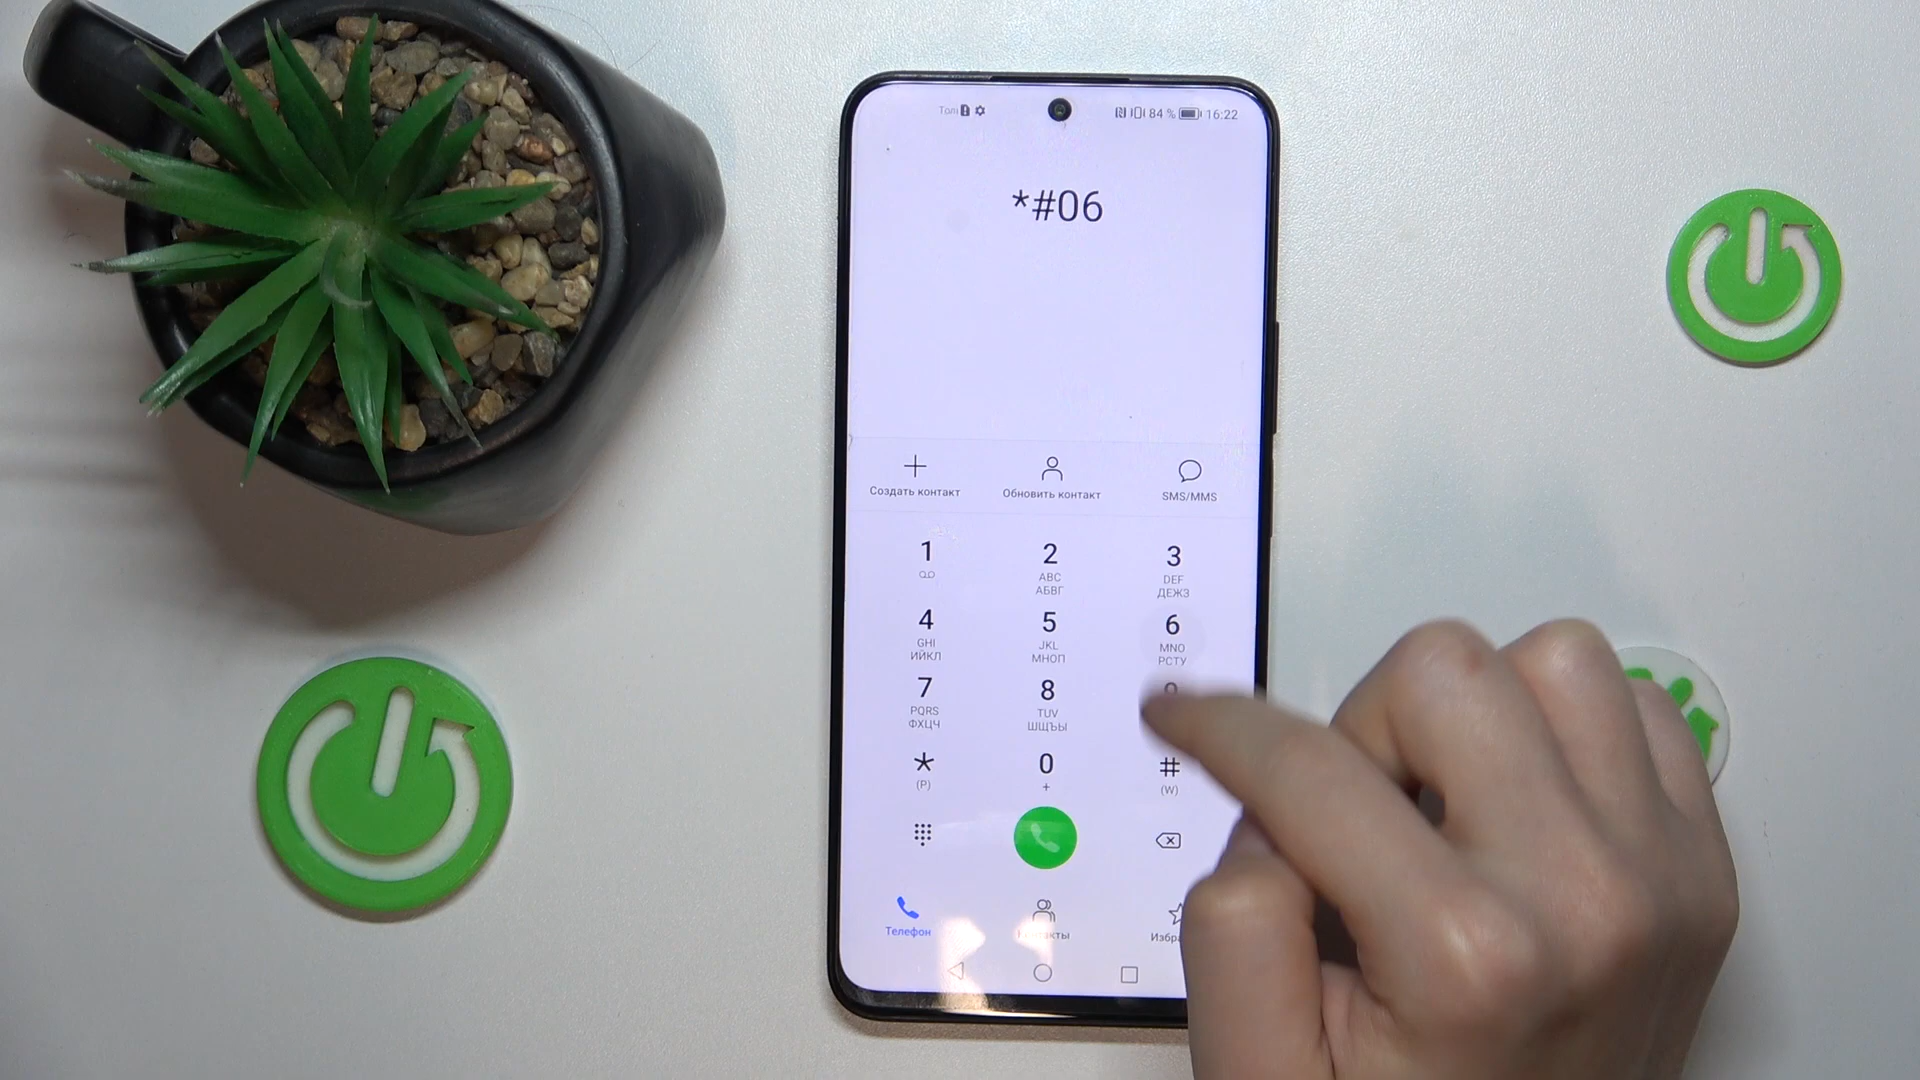 84 % 16:22
*#06
Создать контакт Обновить контакт SMS/MMS
1 2 3
ABC DEF
АБВГ ДЕЖЗ
4 5 6
GHI JKL MNO
ИЙКЛ МНОП РСТУ
7 8
PQRS TUV
ФХЦЧ ШЩЪЫ
* 0 #
(P) + (W)
Телефон